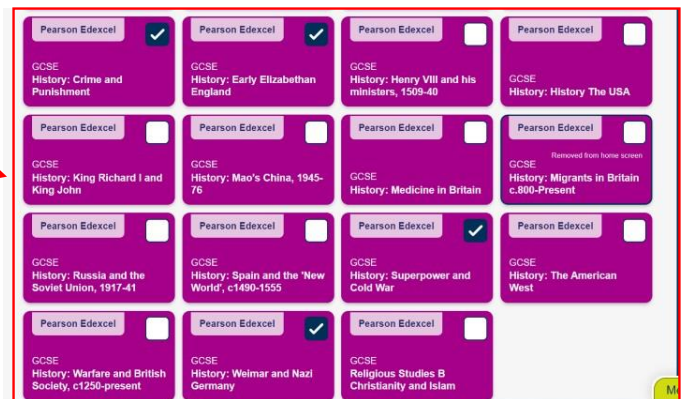 Pearson Edexcel
GCSE
History: Crime and
Punishment
Pearson Edexcel
GCSE
History: Early Elizabethan
England
Pearson Edexcel
GCSE
History: Henry VIII and his
ministers, 1509-40
Pearson Edexcel
GCSE
History: History The USA
Pearson Edexcel
GCSE
History: King Richard I and
King John
Pearson Edexcel
GCSE
History: Mao's China, 1945-
76
Pearson Edexcel
GCSE
History: Medicine in Britain
Pearson Edexcel
Removed from home screen
GCSE
History: Migrants in Britain
c.800-Present
Pearson Edexcel
GCSE
History: Russia and the
Soviet Union, 1917-41
Pearson Edexcel
GCSE
History: Spain and the 'New
World', c1490-1555
Pearson Edexcel
GCSE
History: Superpower and
Cold War
Pearson Edexcel
GCSE
History: The American
West
Pearson Edexcel
GCSE
History: Warfare and British
Society, c1250-present
Pearson Edexcel
GCSE
History: Weimar and Nazi
Germany
Pearson Edexcel
GCSE
Religious Studies B
Christianity and Islam